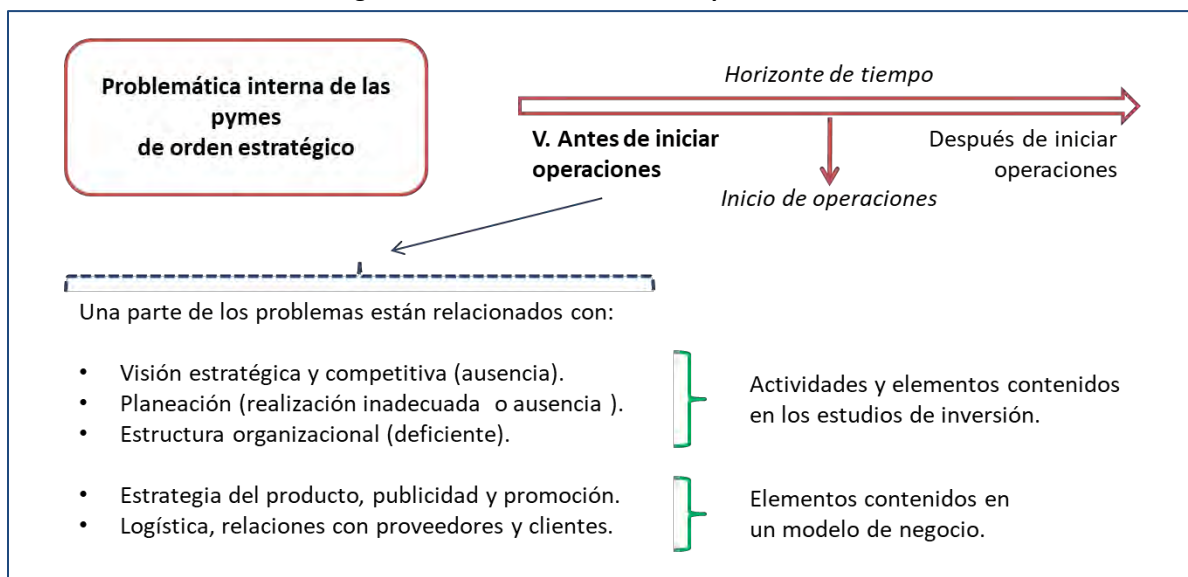 Problemática interna de las
pymes
de orden estratégico
Horizonte de tiempo
V. Antes de iniciar
operaciones
Después de iniciar
operaciones
Inicio de operaciones
Una parte de los problemas están relacionados con:
• Visión estratégica y competitiva (ausencia).
• Planeación (realización inadecuada o ausencia ).
• Estructura organizacional (deficiente).
Actividades y elementos contenidos
en los estudios de inversión.
• Estrategia del producto, publicidad y promoción.
• Logística, relaciones con proveedores y clientes.
Elementos contenidos en
un modelo de negocio.